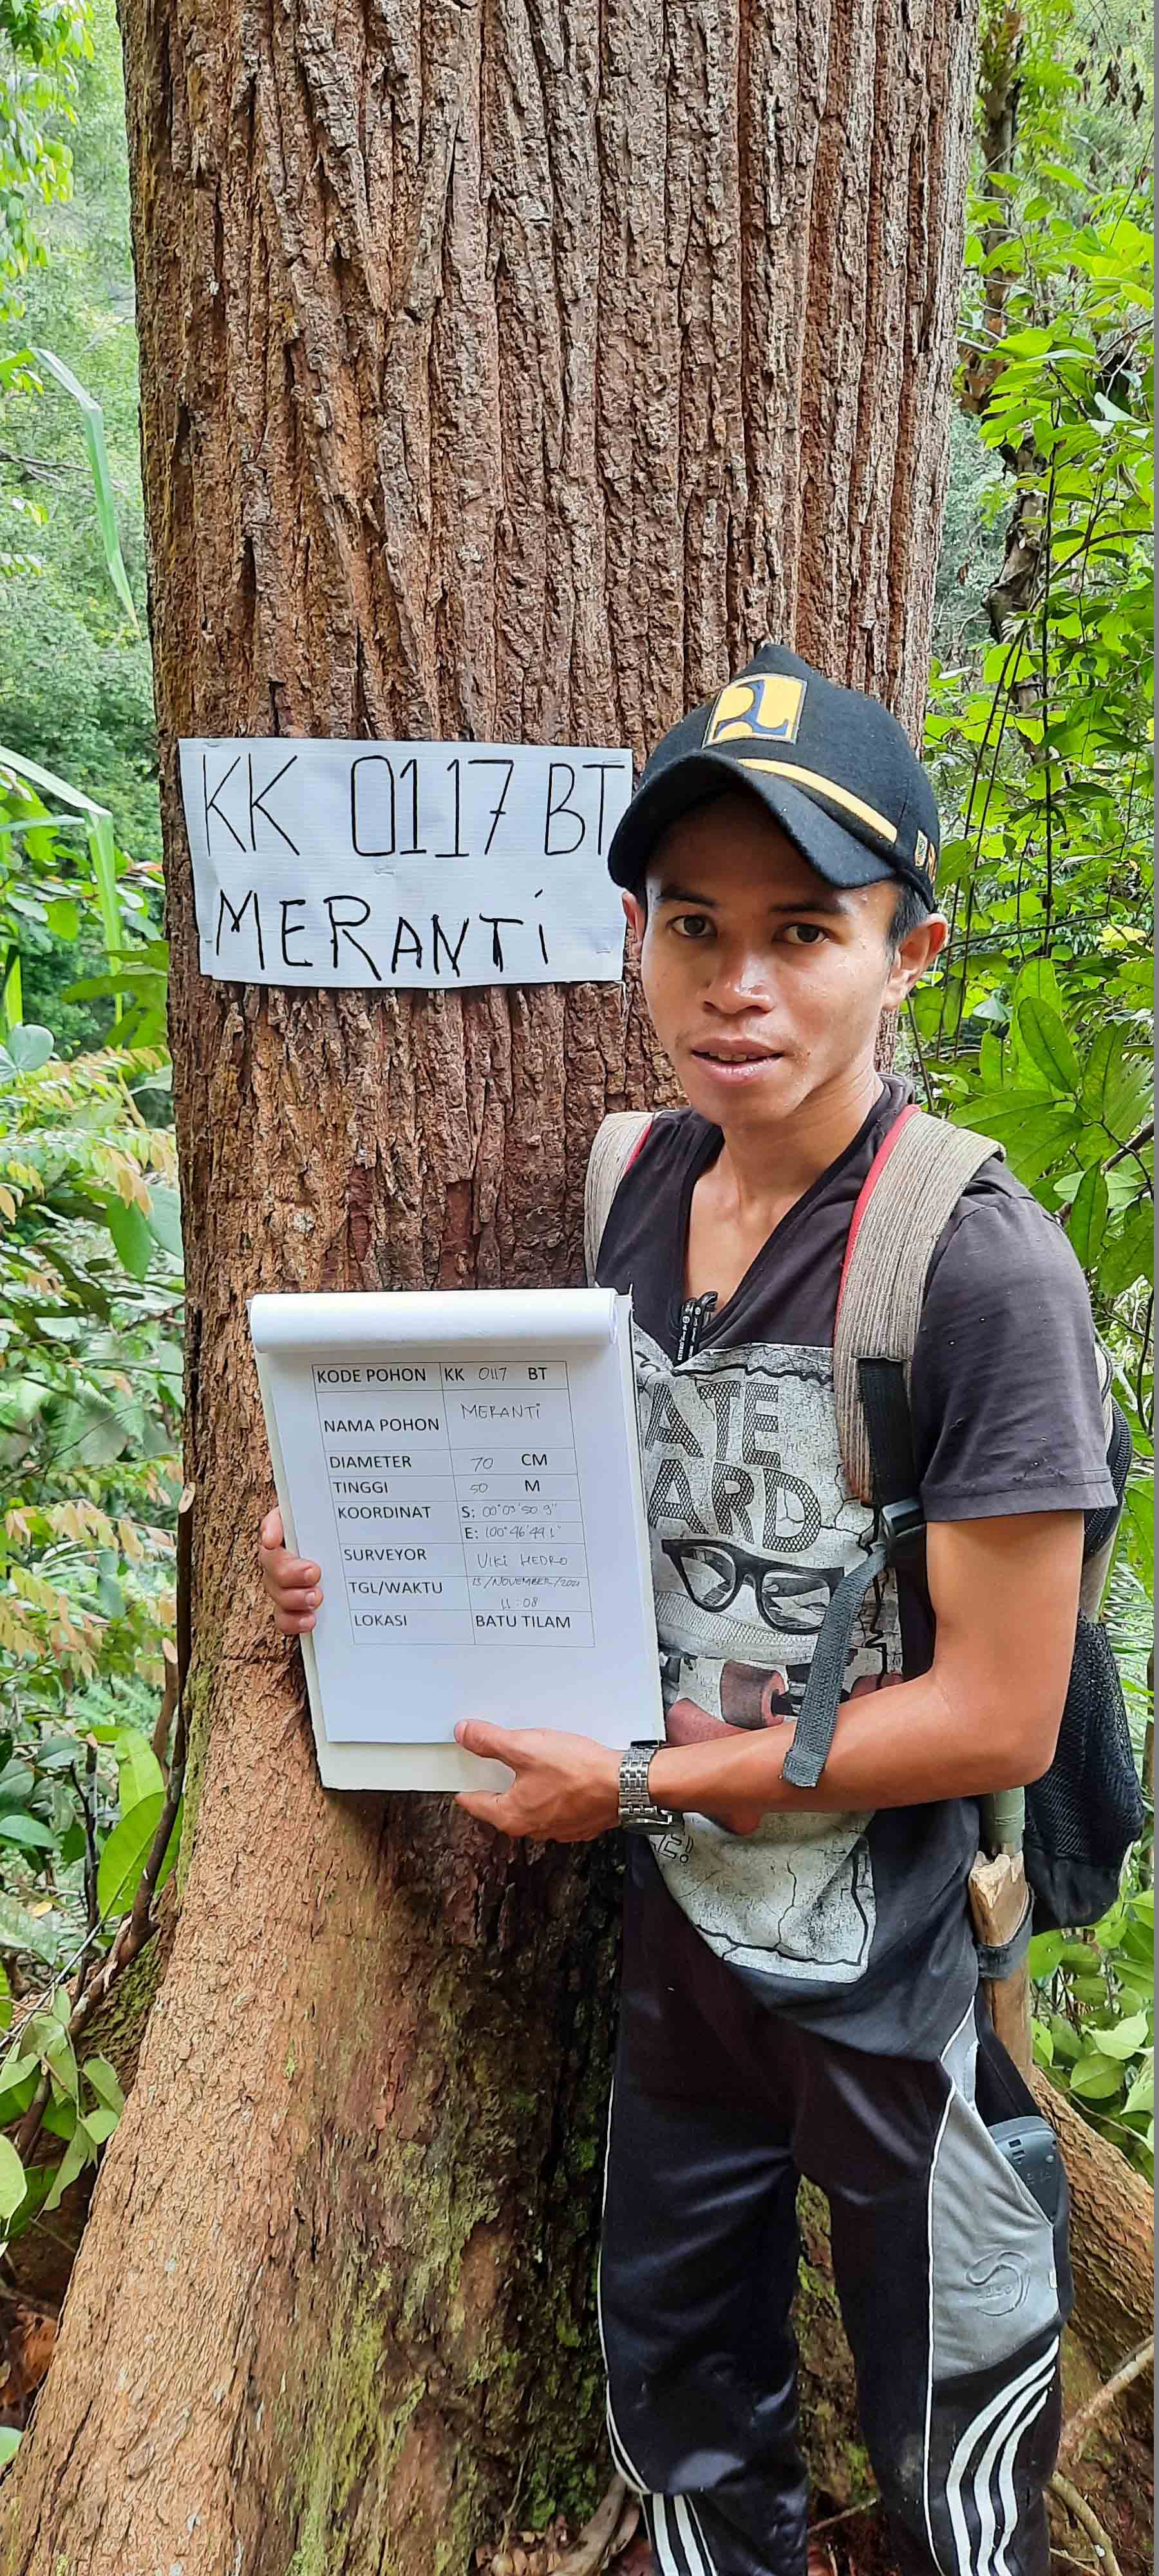 KK 0117 BT
MERANTi
KODE POHON KK 0117 BT
NAMA POHON MERANTi
DIAMETER 70 CM
TINGGI 50 M
KOORDINAT S: 00°03'50 9"
E: 100°46'44 1"
SURVEYOR Viki HEDRO
TGL/WAKTU 13/NOVEMBER/2021
11:08
LOKASI BATU TILAM
ATE
ARD